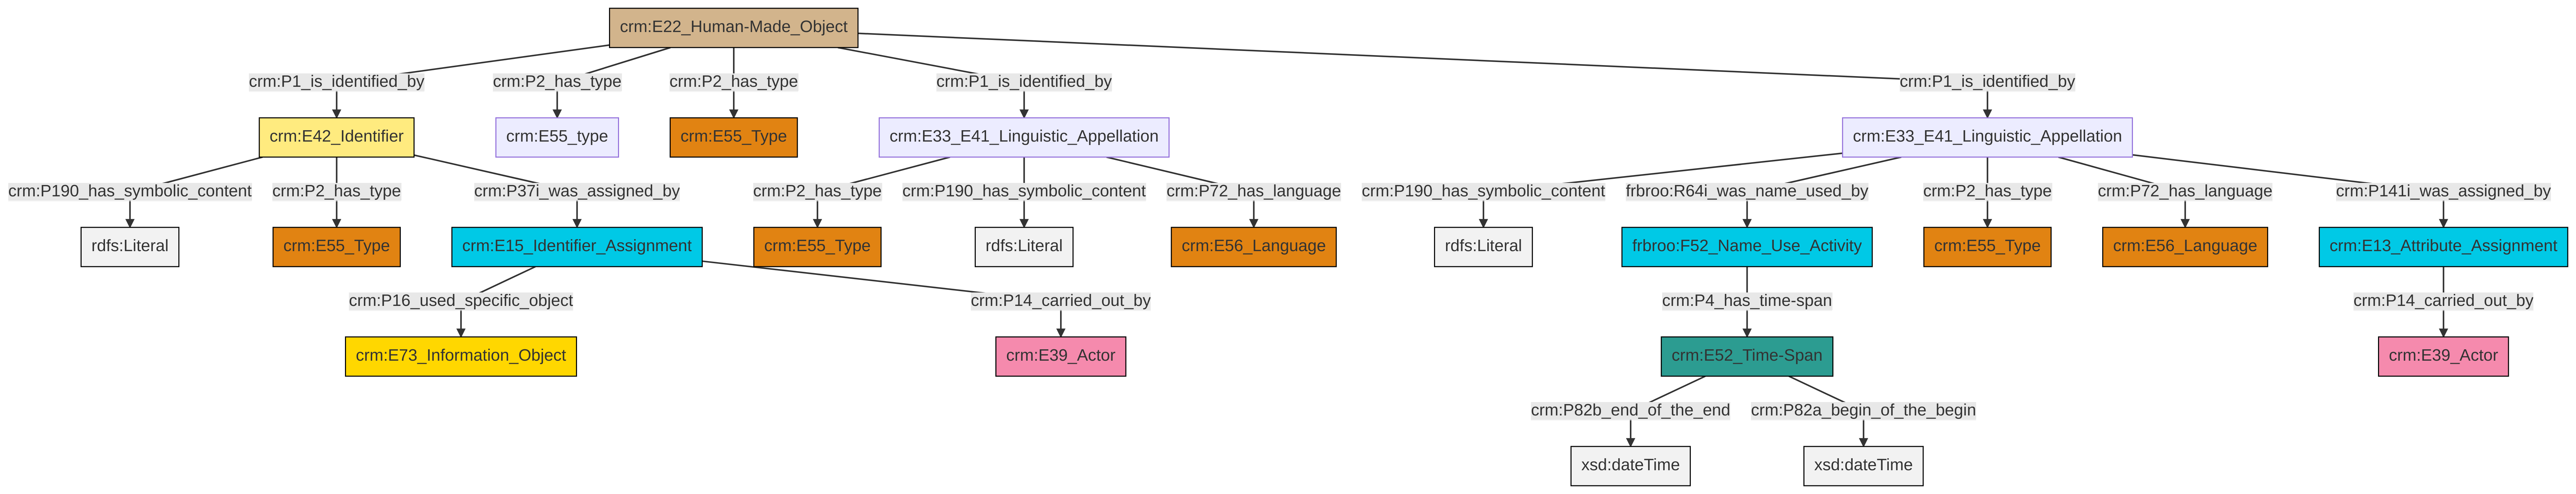 crm:E22_Human-Made_Object
crm:P1_is_identified_by
crm:P2_has_type
crm:P2_has_type
crm:P1_is_identified_by
crm:P1_is_identified_by
crm:E42_Identifier
crm:E55_type
crm:E55_Type
crm:E33_E41_Linguistic_Appellation
crm:E33_E41_Linguistic_Appellation
crm:P190_has_symbolic_content
crm:P2_has_type
crm:P37i_was_assigned_by
crm:P2_has_type
crm:P190_has_symbolic_content
crm:P72_has_language
crm:P190_has_symbolic_content
frbroo:R64i_was_name_used_by
crm:P2_has_type
crm:P72_has_language
crm:P141i_was_assigned_by
rdfs:Literal
crm:E55_Type
crm:E15_Identifier_Assignment
crm:E55_Type
rdfs:Literal
crm:E56_Language
rdfs:Literal
frbroo:F52_Name_Use_Activity
crm:E55_Type
crm:E56_Language
crm:E13_Attribute_Assignment
crm:P16_used_specific_object
crm:P14_carried_out_by
crm:P4_has_time-span
crm:P14_carried_out_by
crm:E73_Information_Object
crm:E39_Actor
crm:E52_Time-Span
crm:E39_Actor
crm:P82b_end_of_the_end
crm:P82a_begin_of_the_begin
xsd:dateTime
xsd:dateTime